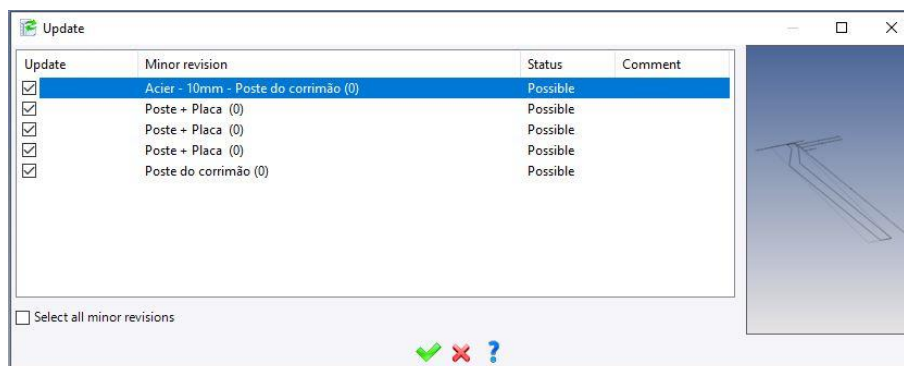 Update
Update Minor revision Status Comment
Acier - 10mm - Poste do corrimão (0) Possible
Poste + Placa (0) Possible
Poste + Placa (0) Possible
Poste + Placa (0) Possible
Poste do corrimão (0) Possible
Select all minor revisions